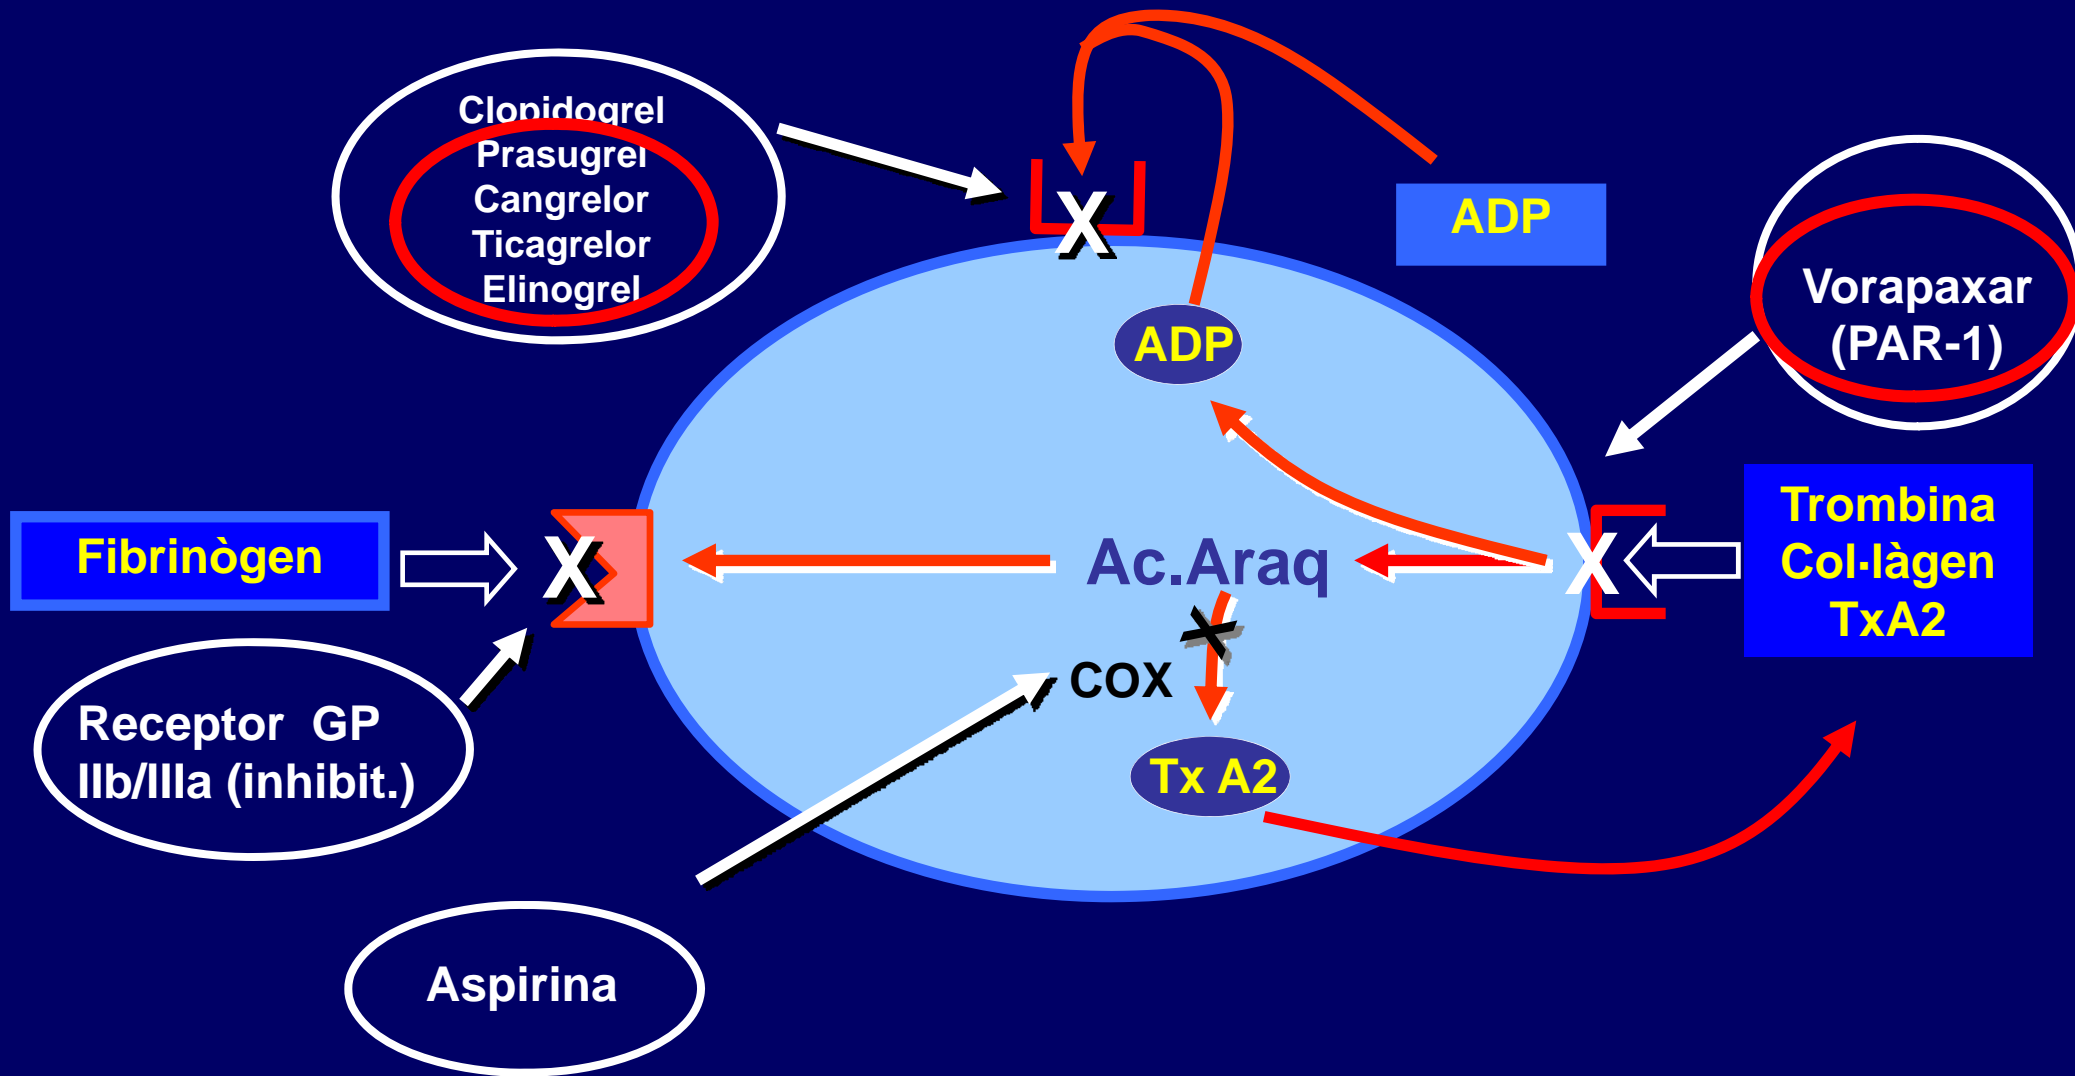 Clopidogrel
Prasugrel
Cangrelor
Ticagrelor
Elinogrel
X
ADP
ADP
Vorapaxar
(PAR-1)
Fibrinògen
X
Ac.Araq
X
Trombina
Col·làgen
TxA2
X
COX
Receptor GP
IIb/IIIa (inhibit.)
Tx A2
Aspirina